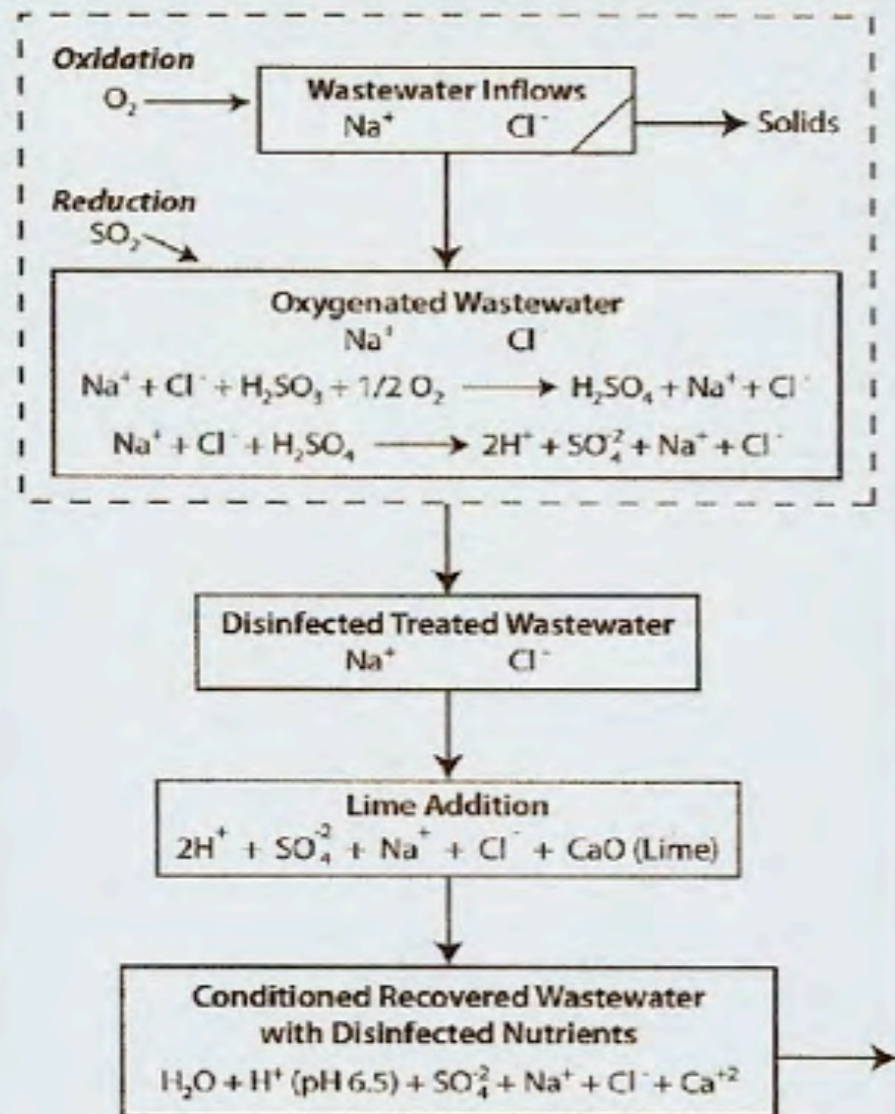 Oxidation
O₂
Wastewater Inflows
Na⁺ Cl⁻
Solids
Reduction
SO₂
Oxygenated Wastewater
Na⁺ Cl⁻
Na⁺ + Cl⁻ + H₂SO₃ + 1/2 O₂ → H₂SO₄ + Na⁺ + Cl⁻
Na⁺ + Cl⁻ + H₂SO₄ → 2H⁺ + SO₄⁻² + Na⁺ + Cl⁻
Disinfected Treated Wastewater
Na⁺ Cl⁻
Lime Addition
2H⁺ + SO₄⁻² + Na⁺ + Cl⁻ + CaO (Lime)
Conditioned Recovered Wastewater
with Disinfected Nutrients
H₂O + H⁺ (pH 6.5) + SO₄⁻² + Na⁺ + Cl⁻ + Ca⁺²